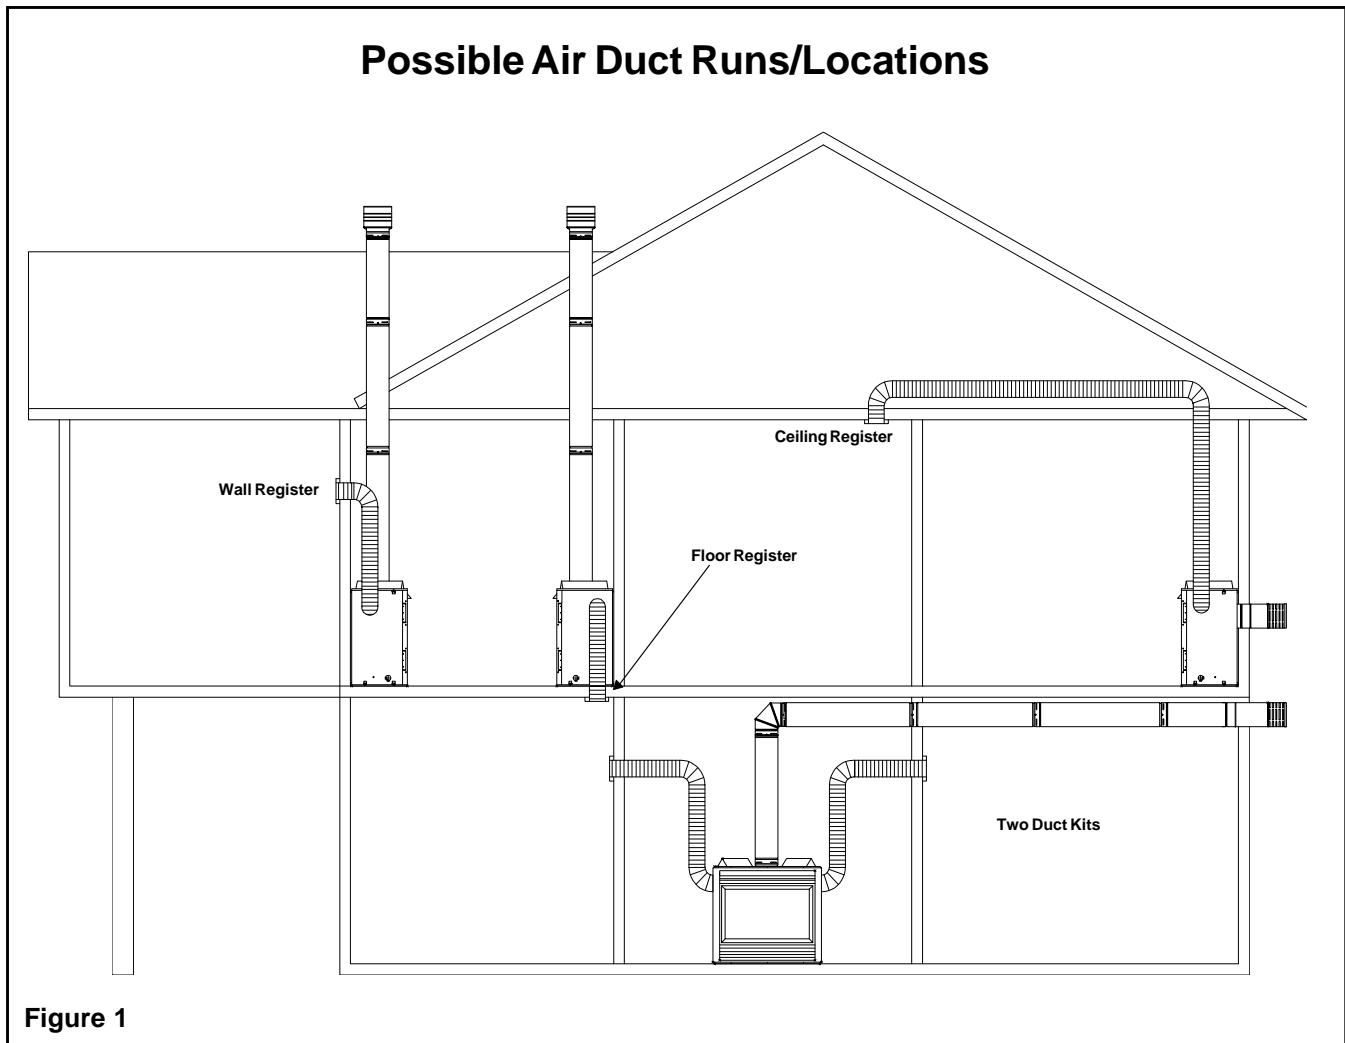 Possible Air Duct Runs/Locations
Ceiling Register
Wall Register
Floor Register
Two Duct Kits
Figure 1